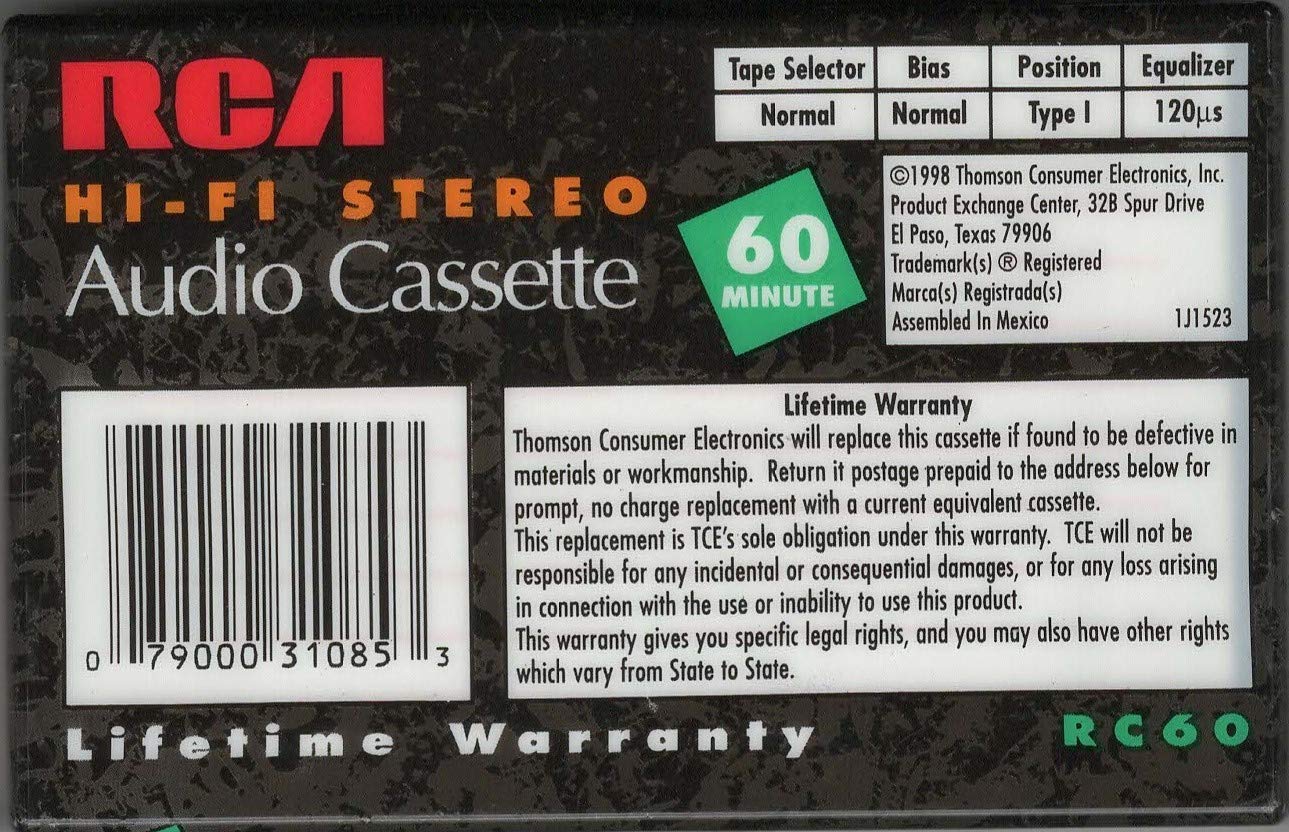 RCA
HI-FI STEREO
Audio Cassette
60
MINUTE
Tape Selector Bias Position Equalizer
Normal Normal Type I 120µs
©1998 Thomson Consumer Electronics, Inc.
Product Exchange Center, 32B Spur Drive
El Paso, Texas 79906
Trademark(s) ® Registered
Marca(s) Registrada(s)
Assembled In Mexico 1J1523
0 79000 31085 3
Lifetime Warranty
Thomson Consumer Electronics will replace this cassette if found to be defective in
materials or workmanship. Return it postage prepaid to the address below for
prompt, no charge replacement with a current equivalent cassette.
This replacement is TCE's sole obligation under this warranty. TCE will not be
responsible for any incidental or consequential damages, or for any loss arising
in connection with the use or inability to use this product.
This warranty gives you specific legal rights, and you may also have other rights
which vary from State to State.
Lifetime Warranty RC60